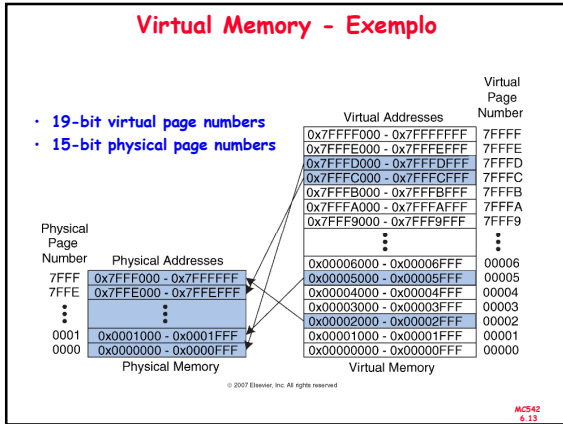 Virtual Memory - Exemplo
• 19-bit virtual page numbers
• 15-bit physical page numbers
Virtual Addresses
Virtual Page Number
0x7FFFF000 - 0x7FFFFFFF 7FFFF
0x7FFFE000 - 0x7FFFEFFF 7FFFE
0x7FFFD000 - 0x7FFFDFFF 7FFFD
0x7FFFC000 - 0x7FFFCFFF 7FFFC
0x7FFFB000 - 0x7FFFBFFF 7FFFB
0x7FFFA000 - 0x7FFFAFFF 7FFFA
0x7FFF9000 - 0x7FFF9FFF 7FFF9
0x00006000 - 0x00006FFF 00006
0x00005000 - 0x00005FFF 00005
0x00004000 - 0x00004FFF 00004
0x00003000 - 0x00003FFF 00003
0x00002000 - 0x00002FFF 00002
0x00001000 - 0x00001FFF 00001
0x00000000 - 0x00000FFF 00000
Virtual Memory
Physical Page Number
Physical Addresses
7FFF 0x7FFF000 - 0x7FFFFFF
7FFE 0x7FFE000 - 0x7FFEFFF
0001 0x0001000 - 0x0001FFF
0000 0x0000000 - 0x0000FFF
Physical Memory
© 2007 Elsevier, Inc. All rights reserved
MC542
6.13